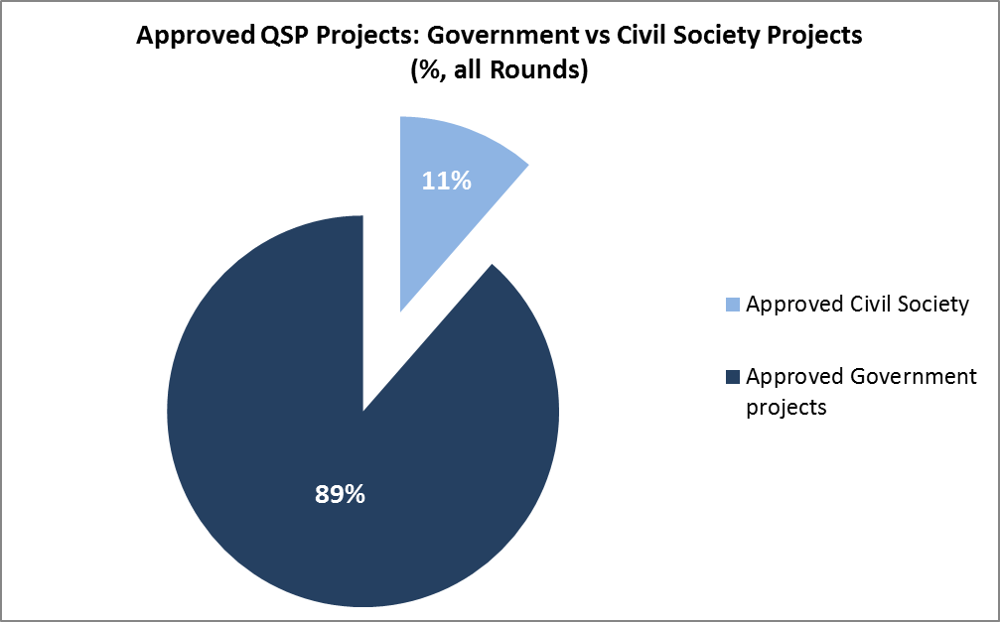 Approved QSP Projects: Government vs Civil Society Projects
(%, all Rounds)
11%
Approved Civil Society
Approved Government
projects
89%